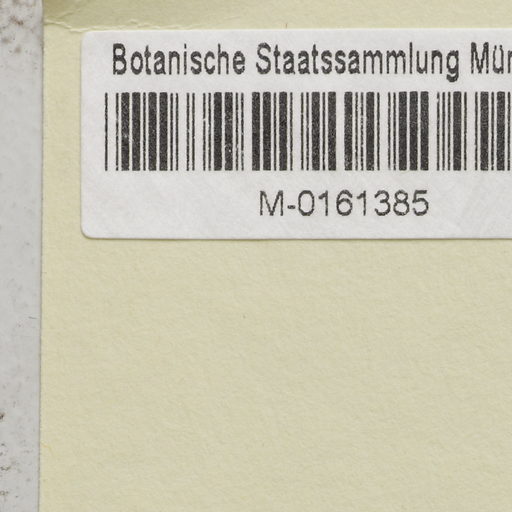 Botanische Staatssammlung Mün
M-0161385